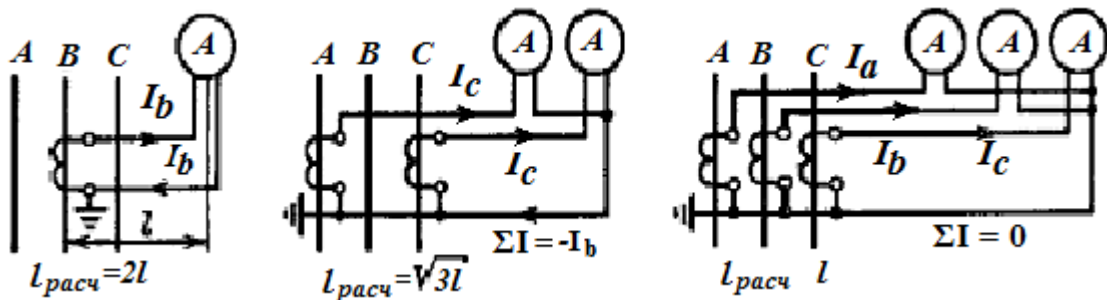 A B C A
I_b
I_b
l
l_расч=2l
A B C A A
I_c
I_c
ΣI = -I_b
l_расч=√3l
A B C A A A
I_a
I_b I_c
ΣI = 0
l_расч l